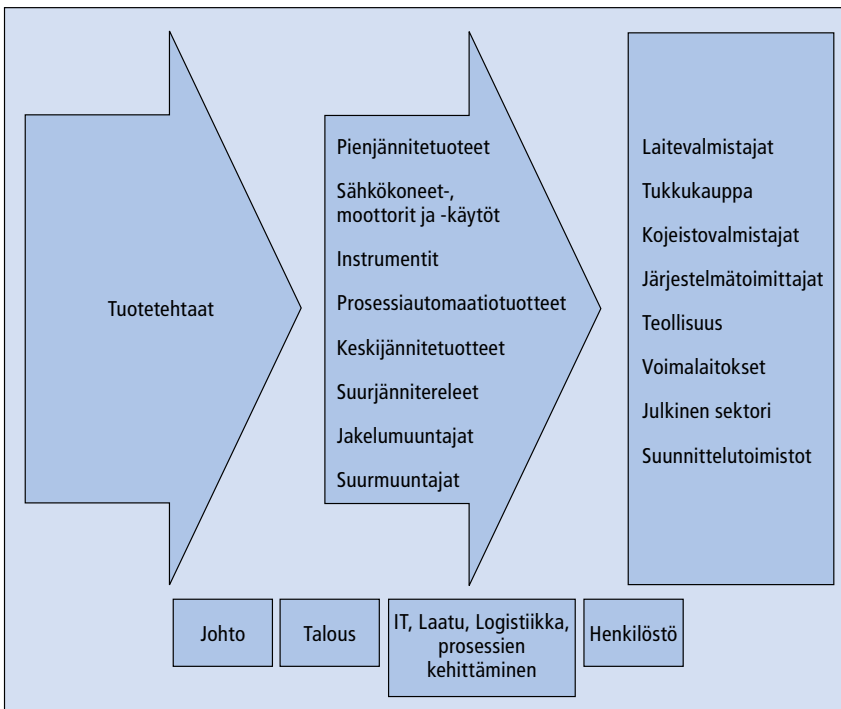 Tuotetehtaat
Pienjännitetuoteet
Sähkökoneet-,
moottorit ja -käytöt
Instrumentit
Prosessiautomaatiotuotteet
Keskijännitetuotteet
Suurjännitereleet
Jakelumuuntajat
Suurmuuntajat
Laitevalmistajat
Tukkukauppa
Kojeistovalmistajat
Järjestelmätoimittajat
Teollisuus
Voimalaitokset
Julkinen sektori
Suunnittelutoimistot
Johto
Talous
IT, Laatu, Logistiikka,
prosessien
kehittäminen
Henkilöstö